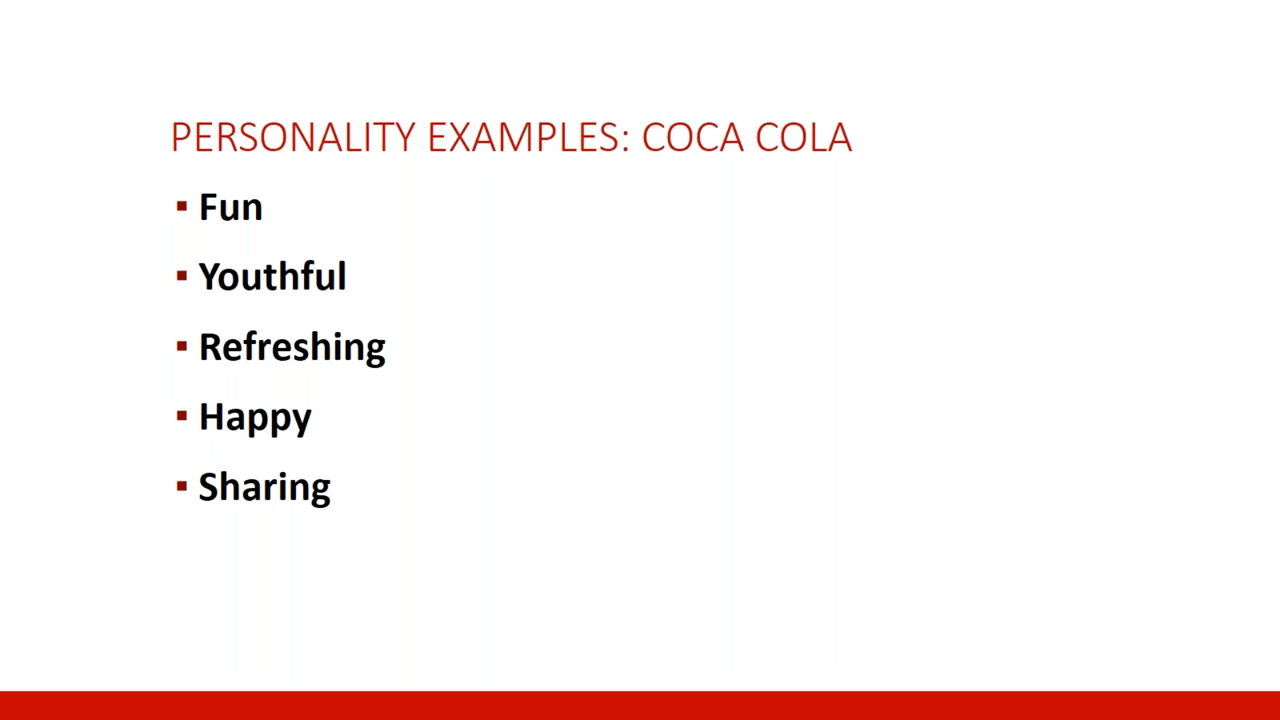 PERSONALITY EXAMPLES: COCA COLA
▪ Fun
▪ Youthful
▪ Refreshing
▪ Happy
▪ Sharing